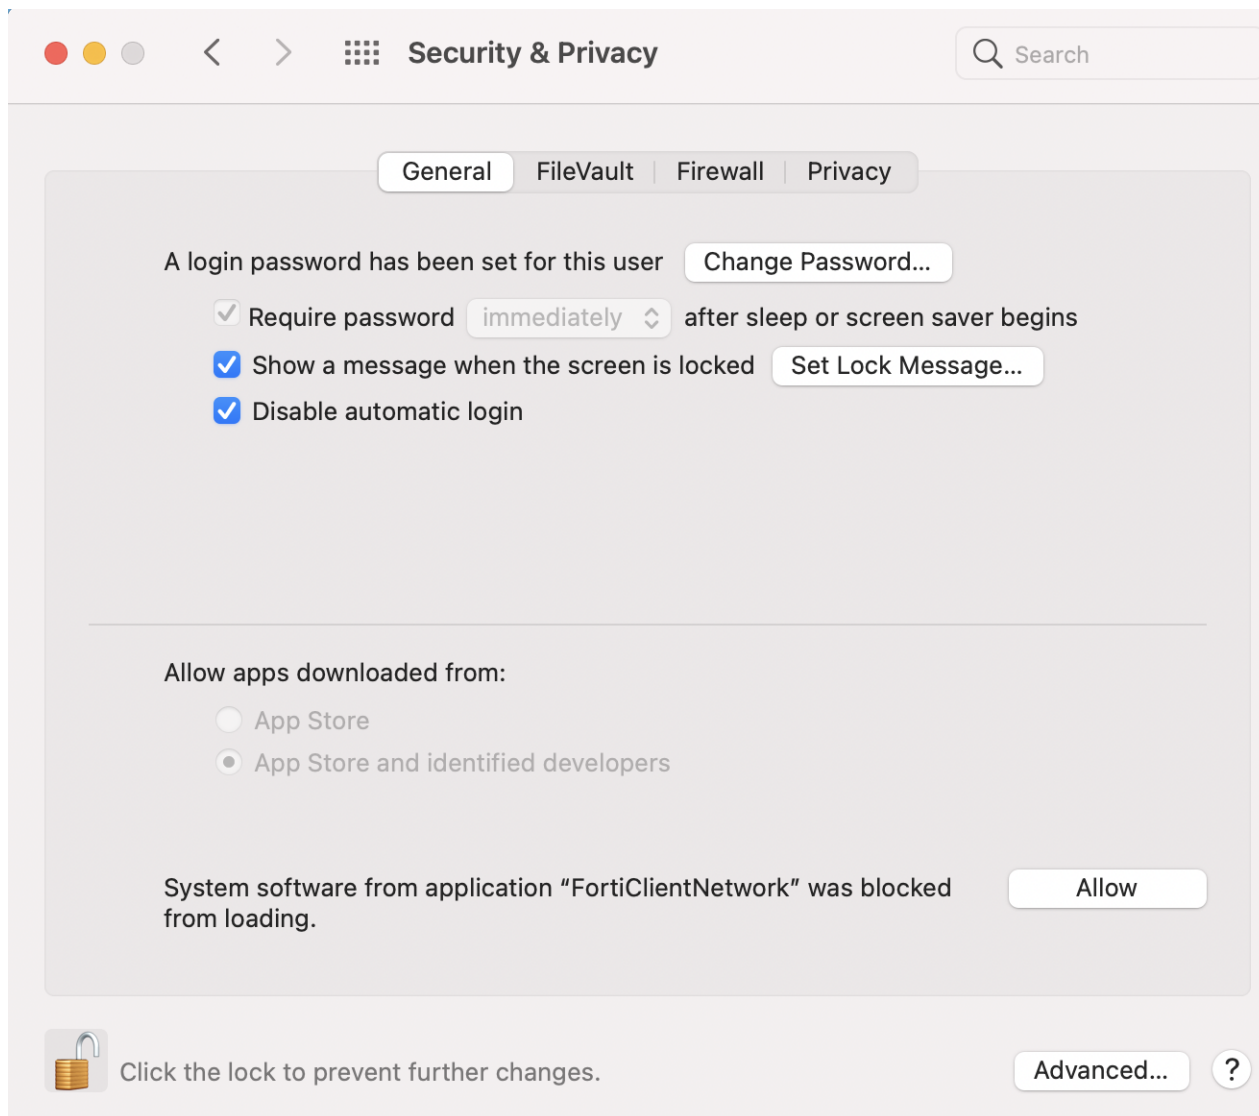 Security & Privacy
Search
General
FileVault
Firewall
Privacy
A login password has been set for this user
Change Password...
Require password immediately after sleep or screen saver begins
Show a message when the screen is locked
Set Lock Message...
Disable automatic login
Allow apps downloaded from:
App Store
App Store and identified developers
System software from application “FortiClientNetwork” was blocked
from loading.
Allow
Click the lock to prevent further changes.
Advanced...
?